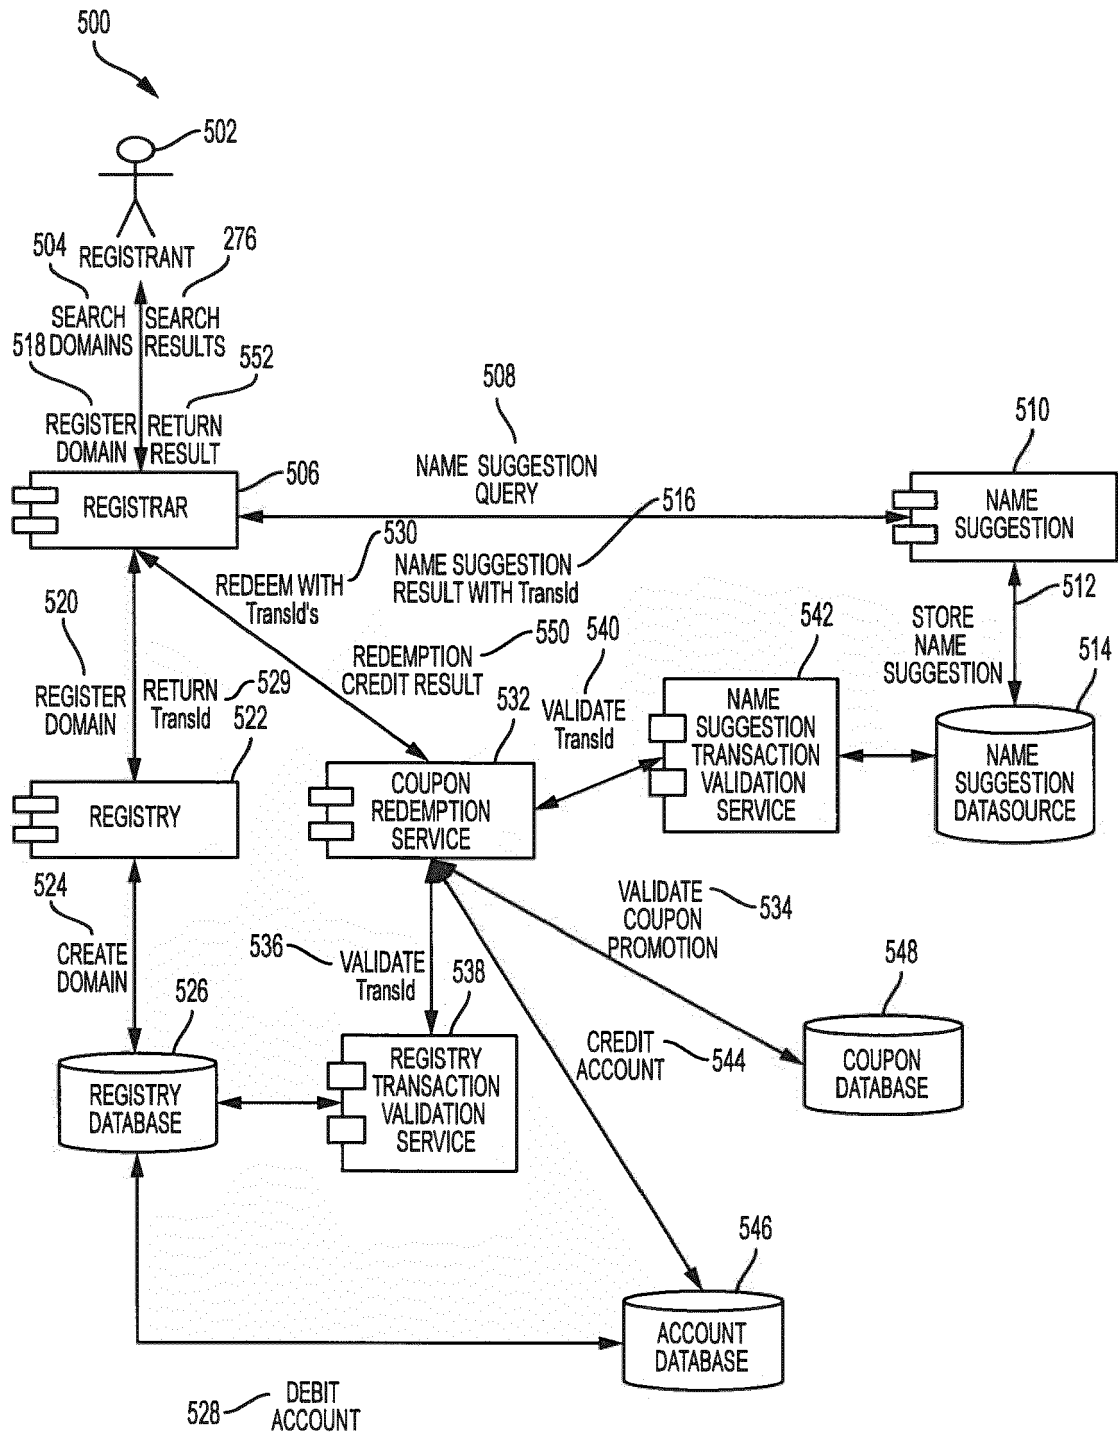 500
502
REGISTRANT
504
276
SEARCH
DOMAINS
SEARCH
RESULTS
518
552
REGISTER
DOMAIN
RETURN
RESULT
508
NAME SUGGESTION
QUERY
510
REGISTRAR
506
NAME
SUGGESTION
516
530
REDEEM WITH
TransId's
NAME SUGGESTION
RESULT WITH TransId
512
520
REGISTER
DOMAIN
RETURN
TransId
529
522
550
REDEMPTION
CREDIT RESULT
532
540
VALIDATE
TransId
542
STORE
NAME
SUGGESTION
514
NAME
SUGGESTION
TRANSACTION
VALIDATION
SERVICE
NAME
SUGGESTION
DATASOURCE
REGISTRY
COUPON
REDEMPTION
SERVICE
524
CREATE
DOMAIN
526
536
VALIDATE
TransId
538
VALIDATE
COUPON
PROMOTION
534
548
COUPON
DATABASE
CREDIT
ACCOUNT
544
REGISTRY
DATABASE
REGISTRY
TRANSACTION
VALIDATION
SERVICE
546
ACCOUNT
DATABASE
528
DEBIT
ACCOUNT